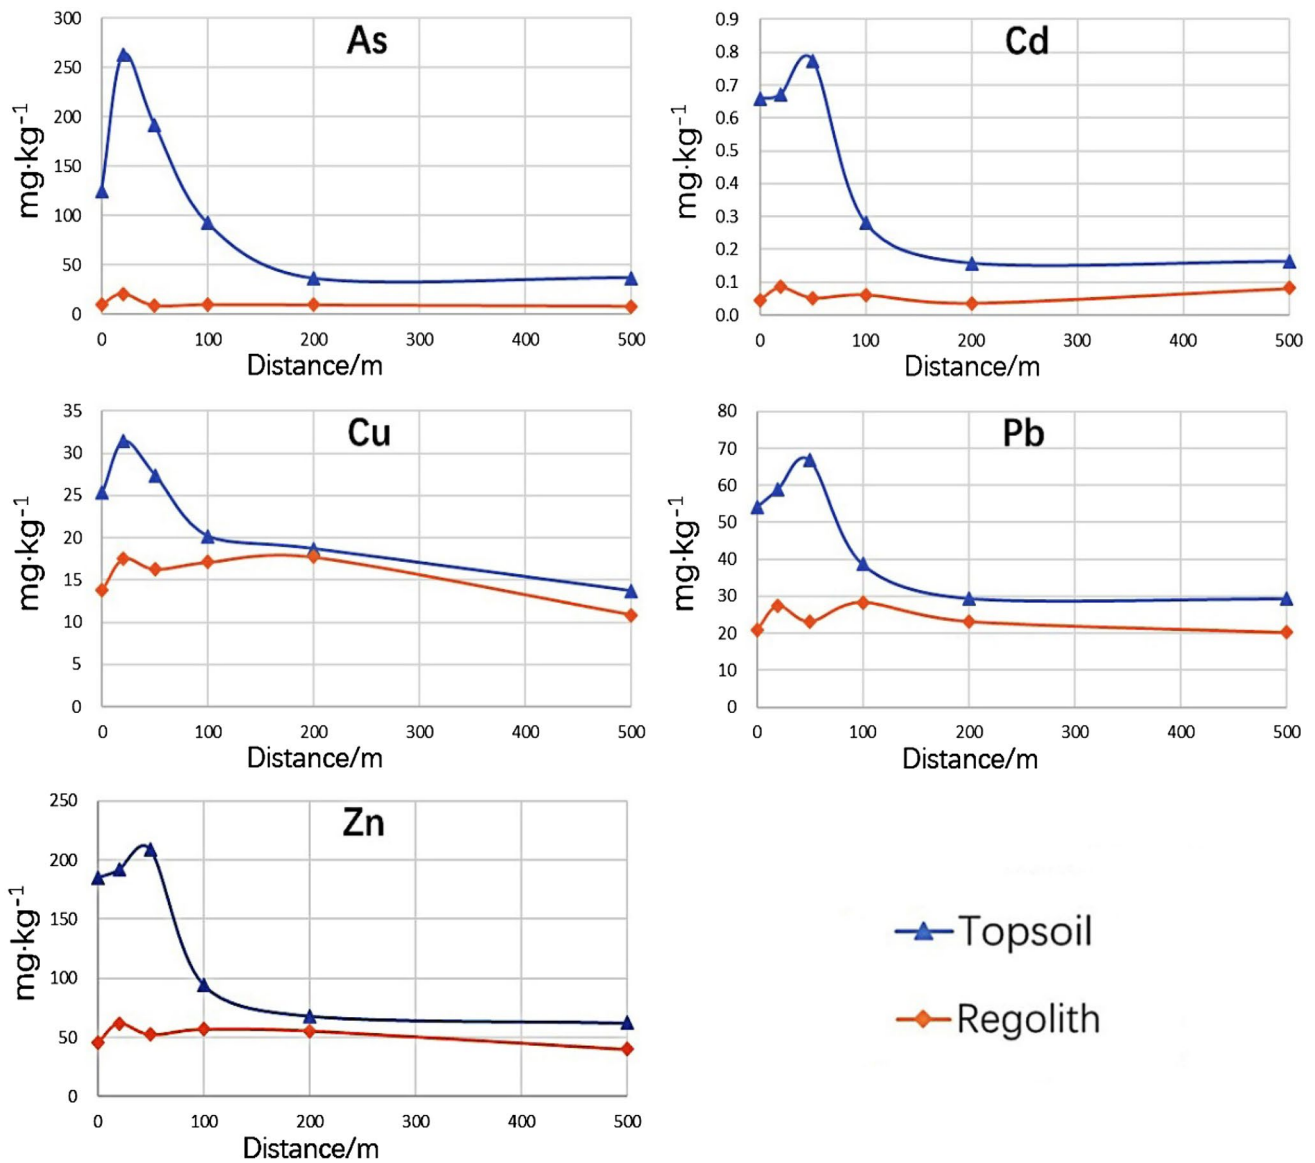 As
mg·kg⁻¹
300
250
200
150
100
50
0
0 100 200 300 400 500
Distance/m
Cd
mg·kg⁻¹
0.9
0.8
0.7
0.6
0.5
0.4
0.3
0.2
0.1
0.0
0 100 200 300 400 500
Distance/m
Cu
mg·kg⁻¹
35
30
25
20
15
10
5
0
0 100 200 300 400 500
Distance/m
Pb
mg·kg⁻¹
80
70
60
50
40
30
20
10
0
0 100 200 300 400 500
Distance/m
Zn
mg·kg⁻¹
250
200
150
100
50
0
0 100 200 300 400 500
Distance/m
Topsoil
Regolith